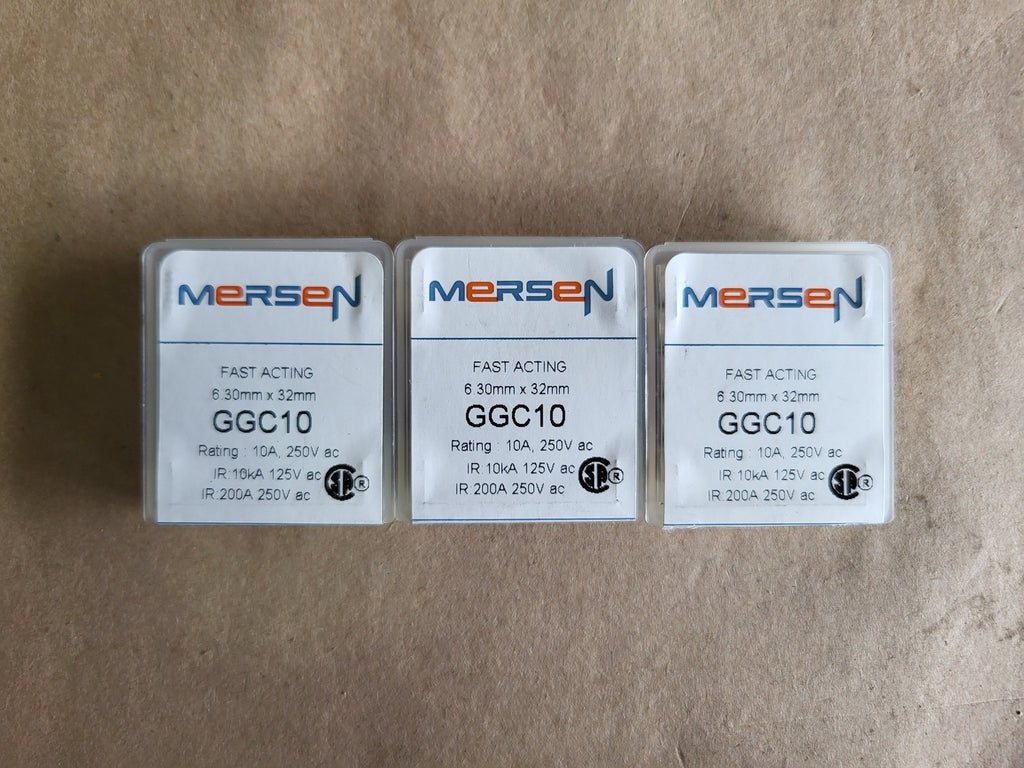 MERSEN
FAST ACTING
6.30mm x 32mm
GGC10
Rating : 10A, 250V ac
IR:10kA 125V ac
IR:200A 250V ac
SA ®
MERSEN
FAST ACTING
6.30mm x 32mm
GGC10
Rating : 10A, 250V ac
IR:10kA 125V ac
IR:200A 250V ac
SA ®
MERSEN
FAST ACTING
6.30mm x 32mm
GGC10
Rating : 10A, 250V ac
IR:10kA 125V ac
IR:200A 250V ac
SA ®